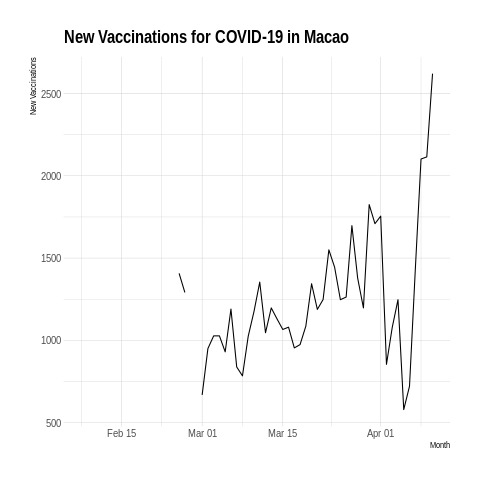 New Vaccinations for COVID-19 in Macao
New Vaccinations
2500
2000
1500
1000
500
Feb 15
Mar 01
Mar 15
Apr 01
Month